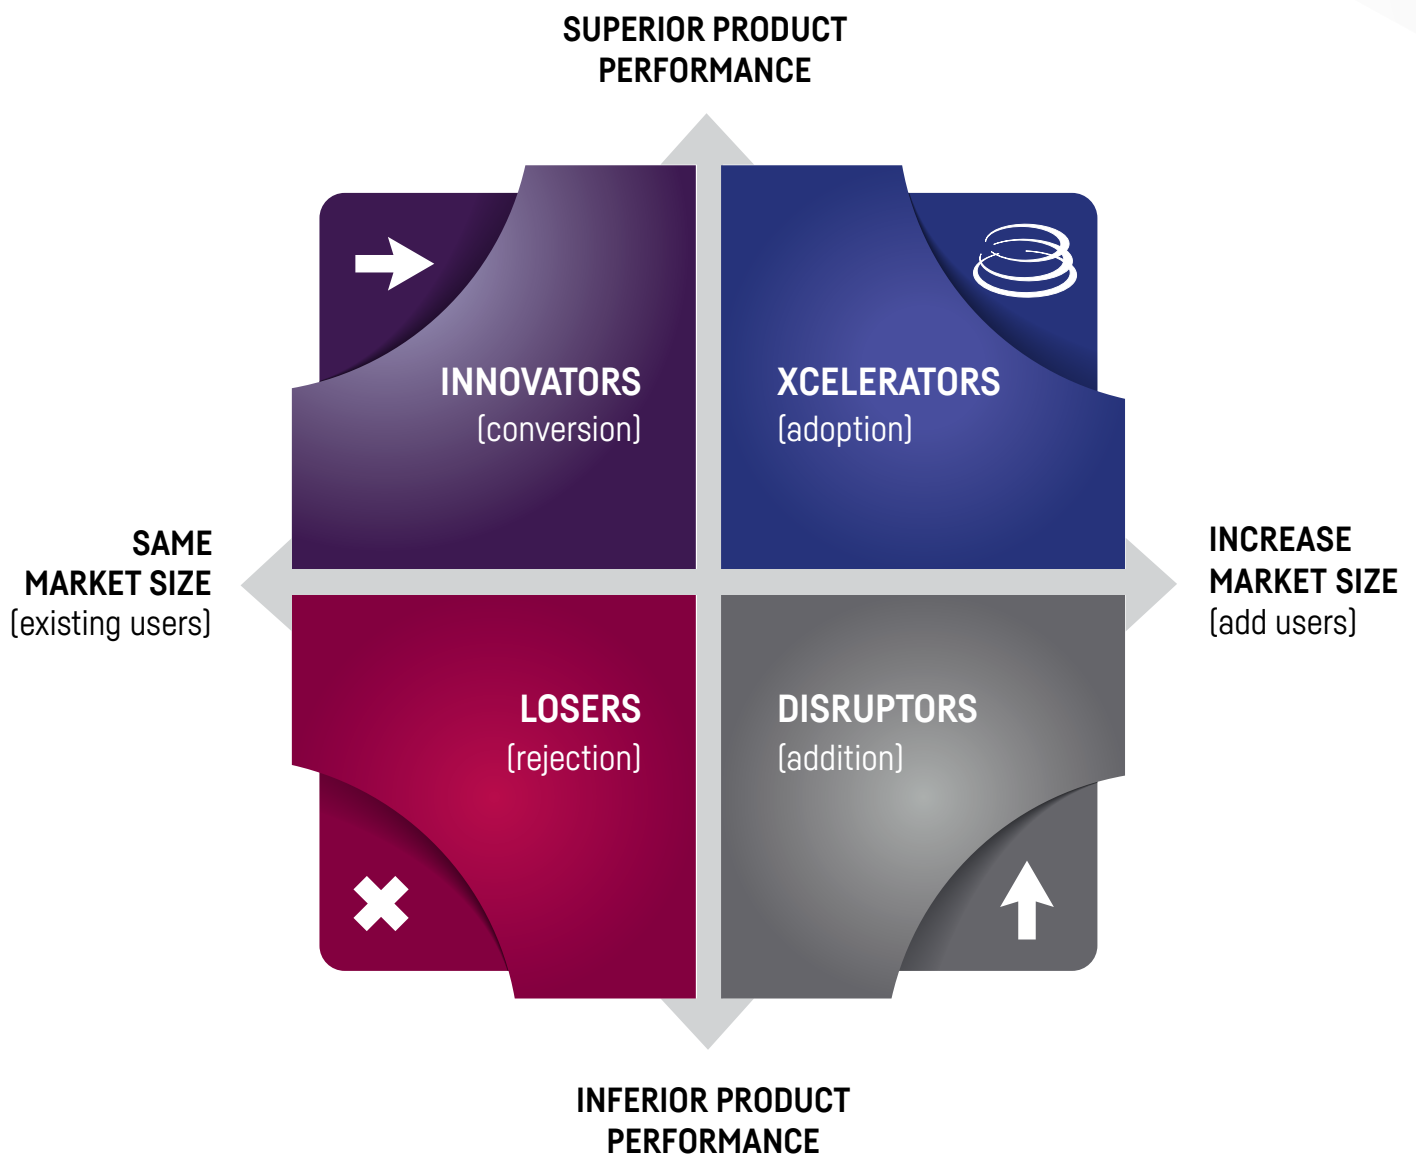 SUPERIOR PRODUCT
PERFORMANCE
INNOVATORS
(conversion)
XCELERATORS
(adoption)
SAME
MARKET SIZE
(existing users)
INCREASE
MARKET SIZE
(add users)
LOSERS
(rejection)
DISRUPTORS
(addition)
INFERIOR PRODUCT
PERFORMANCE